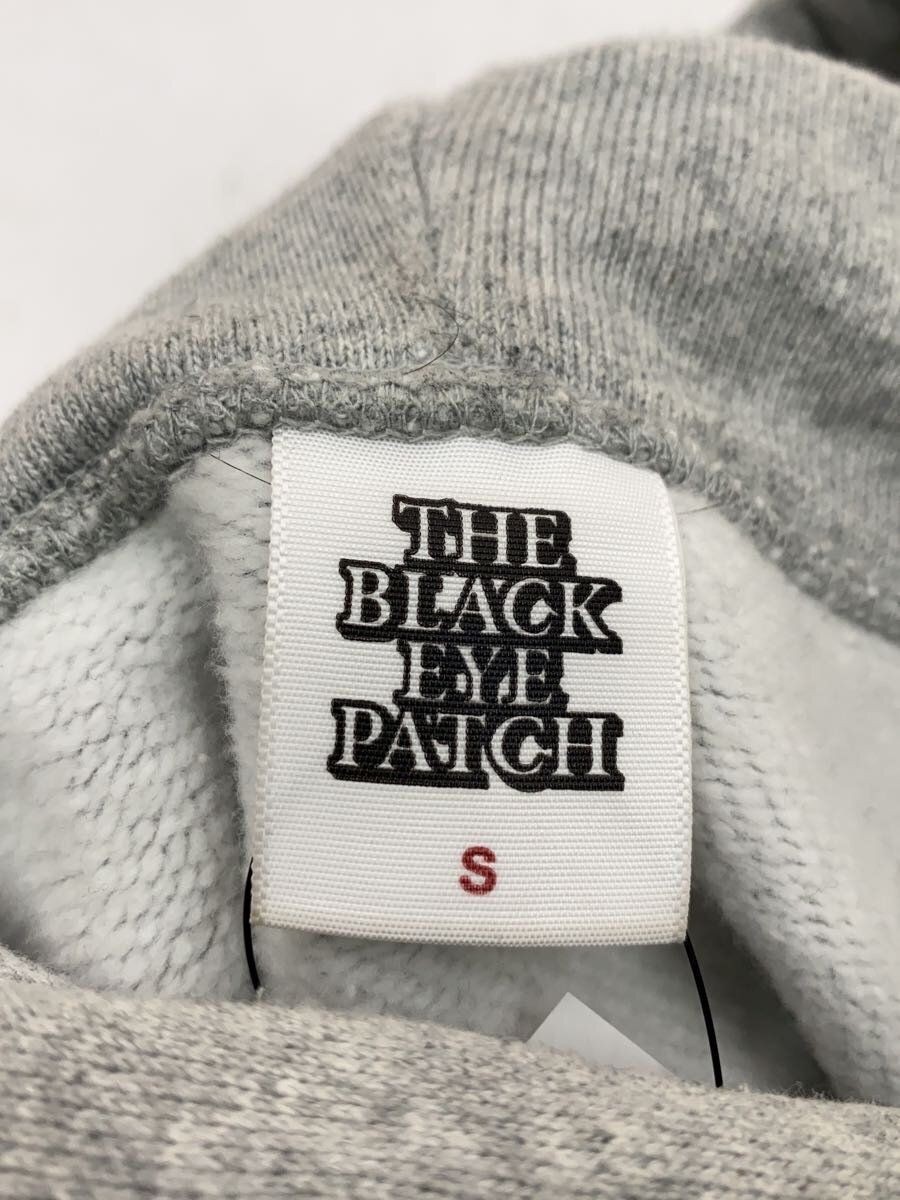 THE
BLACK
EYE
PATCH
S